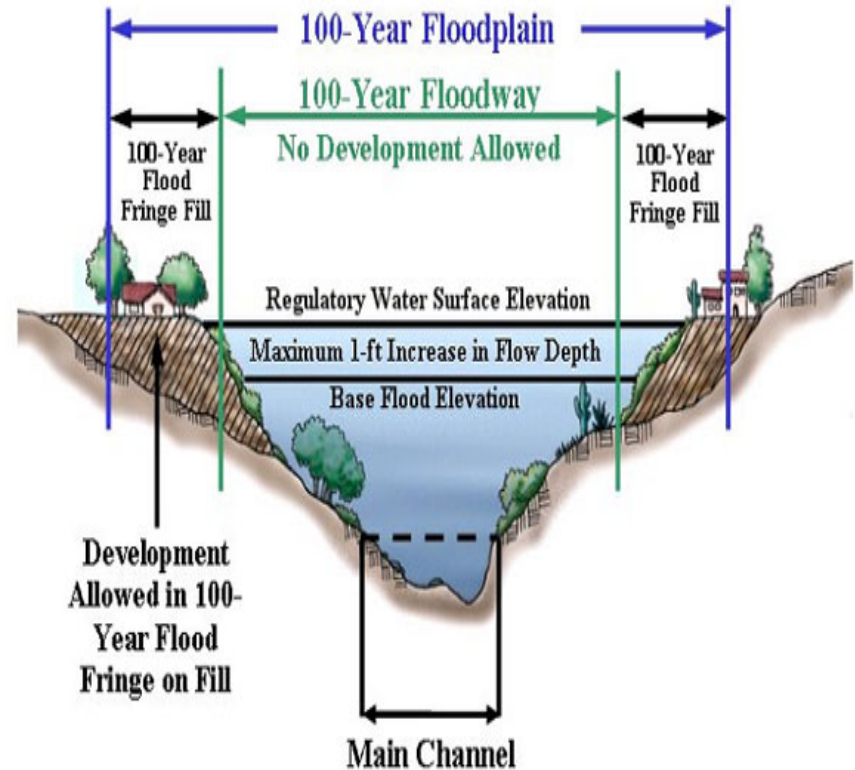 100-Year Floodplain
100-Year Floodway
No Development Allowed
100-Year
Flood
Fringe Fill
100-Year
Flood
Fringe Fill
Regulatory Water Surface Elevation
Maximum 1-ft Increase in Flow Depth
Base Flood Elevation
Development
Allowed in 100-
Year Flood
Fringe on Fill
Main Channel